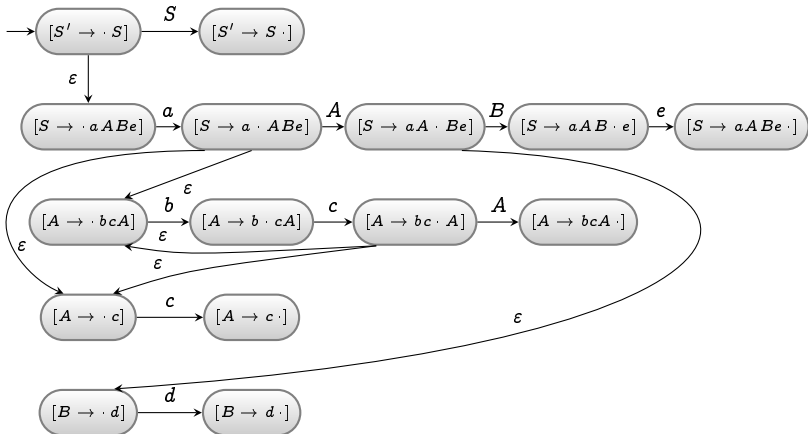 S
[S′ → · S] [S′ → S ·]
ε
a A B e
[S → · aABe] [S → a · ABe] [S → aA · Be] [S → aAB · e] [S → aABe ·]
ε
b c A
[A → · bcA] [A → b · cA] [A → bc · A] [A → bcA ·]
ε
ε
ε
c
[A → · c] [A → c ·]
ε
d
[B → · d] [B → d ·]